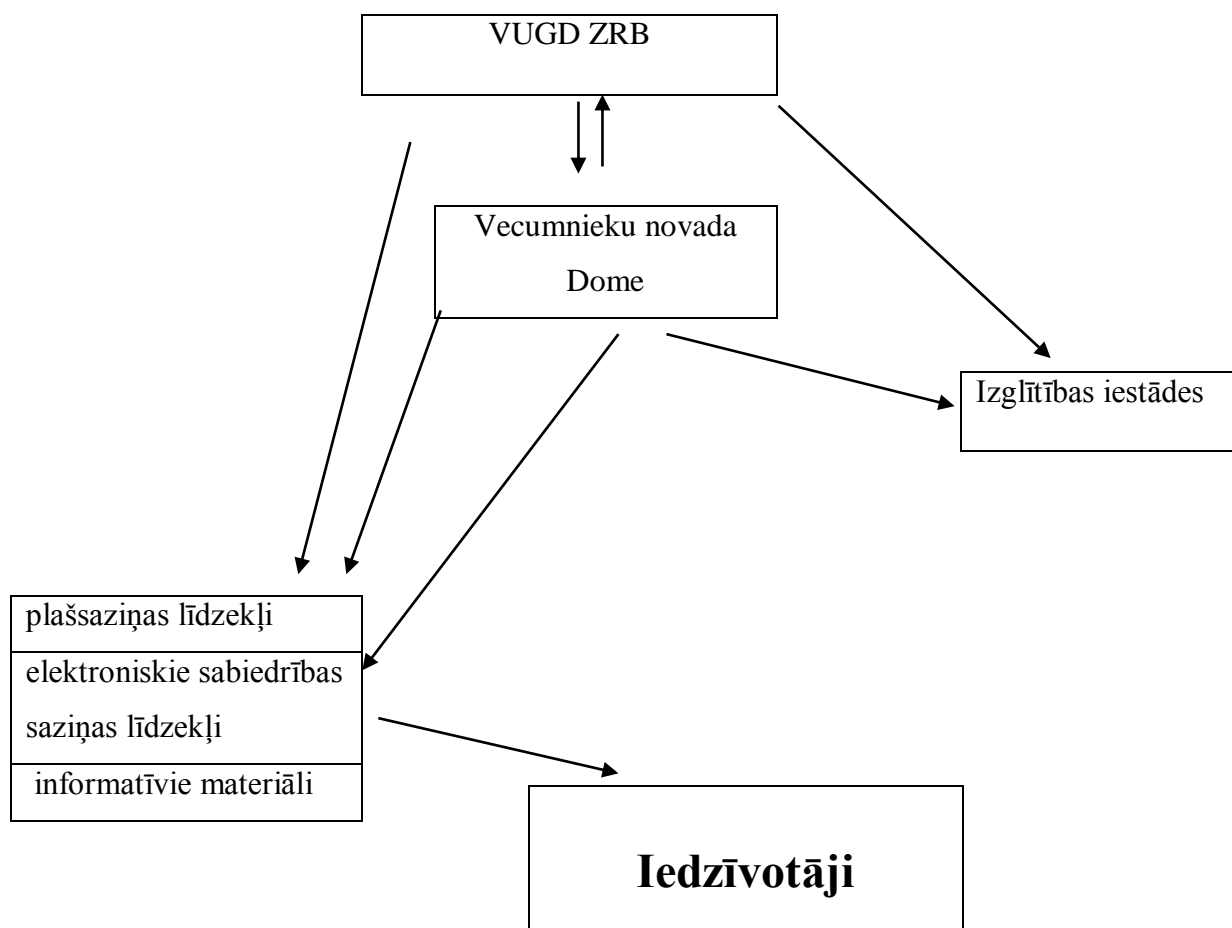 VUGD ZRB
Vecumnieku novada
Dome
Izglītības iestādes
plašsaziņas līdzekļi
elektroniskie sabiedrības
saziņas līdzekļi
informatīvie materiāli
Iedzīvotāji